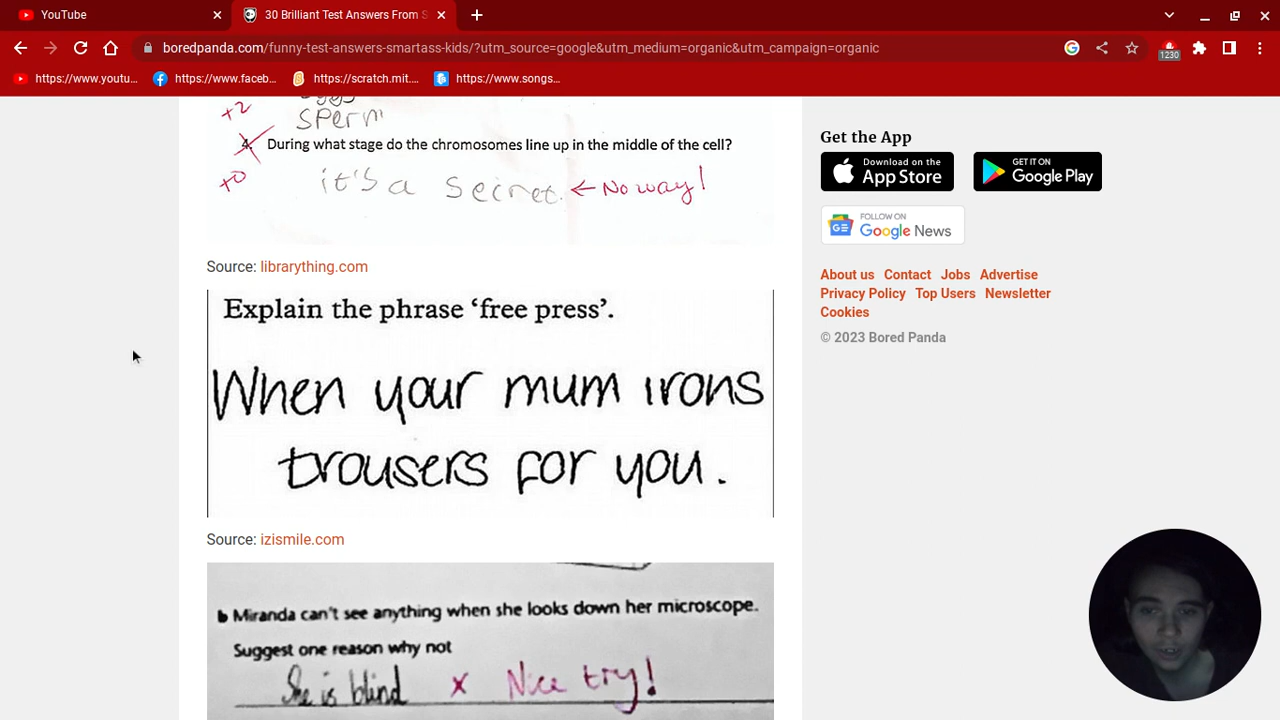 YouTube
30 Brilliant Test Answers From S
boredpanda.com/funny-test-answers-smartass-kids/?utm_source=google&utm_medium=organic&utm_campaign=organic
1230
https://www.youtu...
https://www.faceb...
https://scratch.mit....
https://www.songs...
+2
sperm
4. During what stage do the chromosomes line up in the middle of the cell?
+0
it's a secret. ← No way!
Source: librarything.com
Explain the phrase ‘free press’.
When your mum irons
trousers for you.
Source: izismile.com
b Miranda can't see anything when she looks down her microscope.
Suggest one reason why not
She is blind x Nice try!
Get the App
Download on the
App Store
GET IT ON
Google Play
FOLLOW ON
GE
Google News
About us Contact Jobs Advertise
Privacy Policy Top Users Newsletter
Cookies
© 2023 Bored Panda